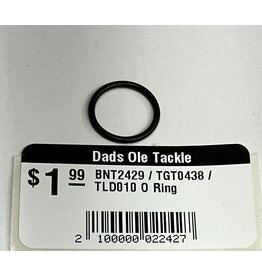 Dads Ole Tackle
$1 99
BNT2429 / TGT0438 /
TLD010 O Ring
2 100000 022427